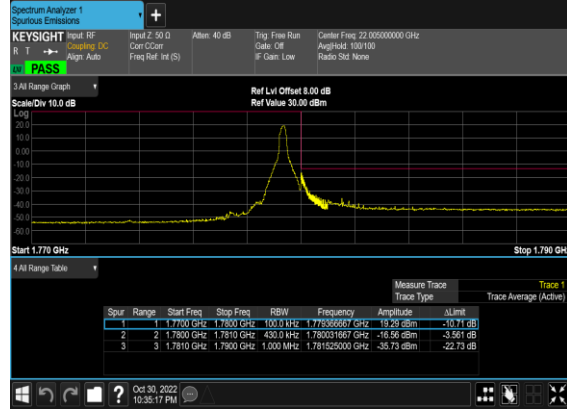 Spectrum Analyzer 1
Spurious Emissions
+
KEYSIGHT Input: RF Input Z: 50 Ω Atten: 40 dB Trig: Free Run Center Freq: 22.005000000 GHz
R T Coupling: DC Corr CCorr Gate: Off Avg|Hold: 100/100
Align: Auto Freq Ref: Int (S) IF Gain: Low Radio Std: None
PASS
3 All Range Graph
Ref Lvl Offset 8.00 dB
Scale/Div 10.0 dB Ref Value 30.00 dBm
Log
20.0
10.0
0.00
-10.0
-20.0
-30.0
-40.0
-50.0
-60.0
Start 1.770 GHz Stop 1.790 GHz
4 All Range Table
Measure Trace Trace 1
Trace Type Trace Average (Active)
Spur Range Start Freq Stop Freq RBW Frequency Amplitude ΔLimit
1 1 1.7700 GHz 1.7800 GHz 100.0 kHz 1.779366667 GHz 19.29 dBm -10.71 dB
2 2 1.7800 GHz 1.7810 GHz 430.0 kHz 1.780031667 GHz -16.56 dBm -3.561 dB
3 3 1.7810 GHz 1.7900 GHz 1.000 MHz 1.781525000 GHz -35.73 dBm -22.73 dB
? Oct 30, 2022
10:35:17 PM